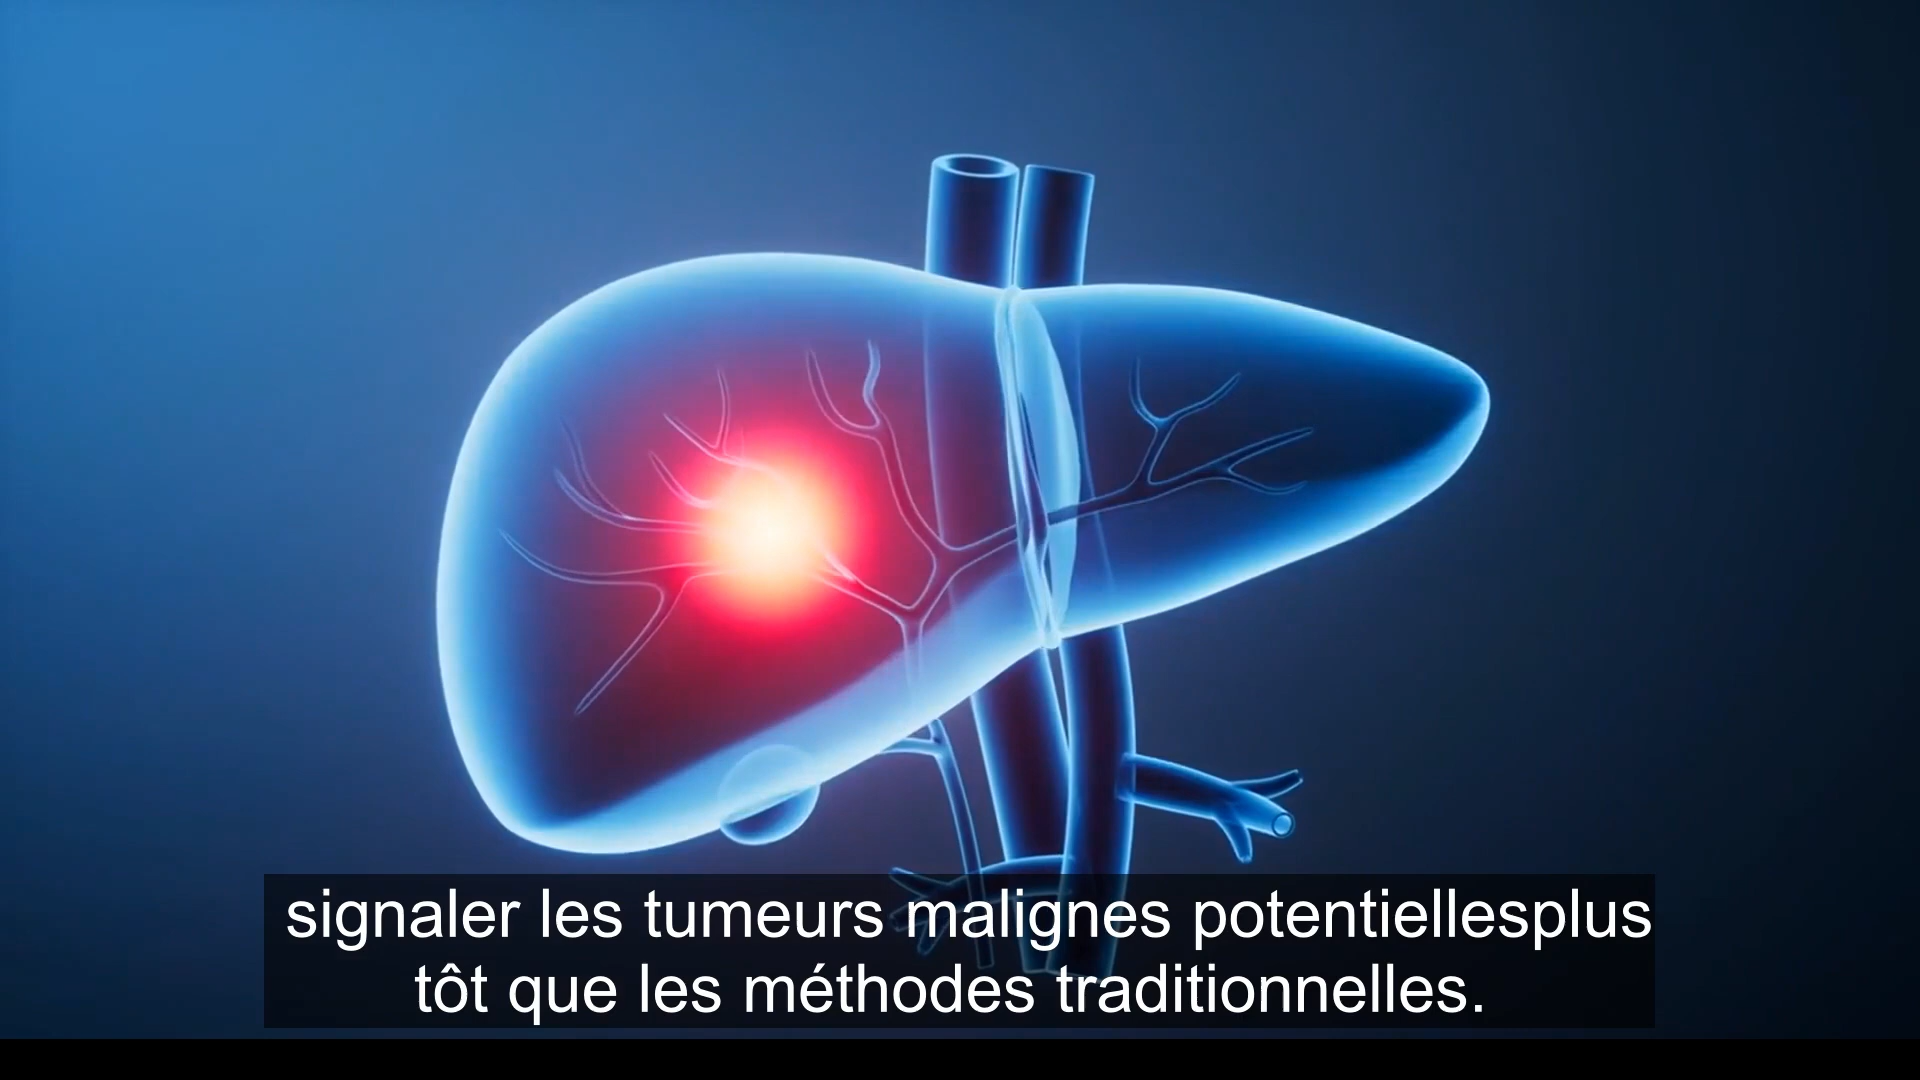 signaler les tumeurs malignes potentiellesplus
tôt que les méthodes traditionnelles.